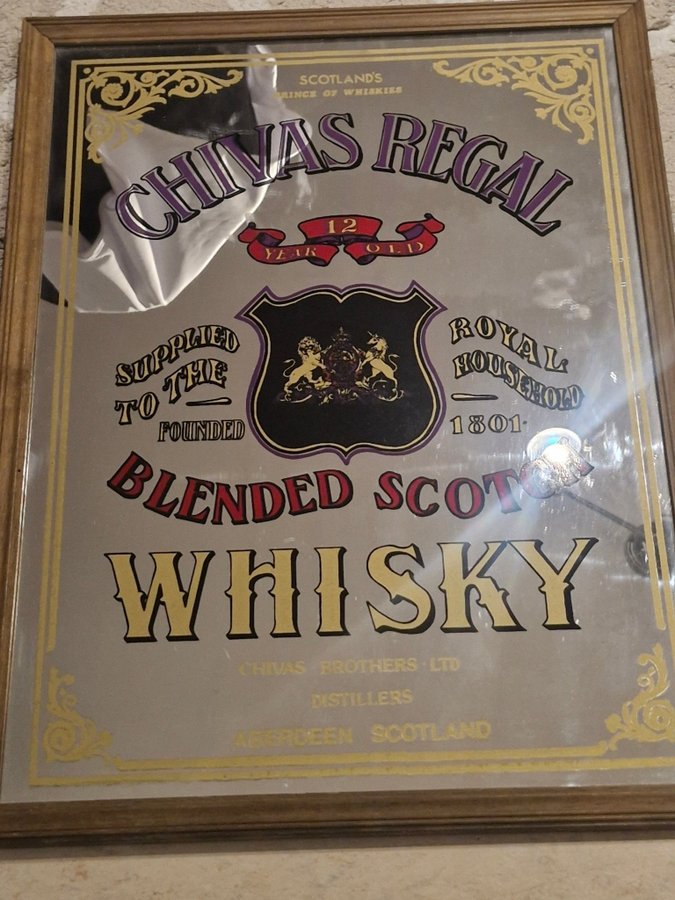 SCOTLAND'S
PRINCE OF WHISKIES
CHIVAS REGAL
12
YEAR OLD
SUPPLIED ROYAL
TO THE HOUSEHOLD
FOUNDED 1801·
BLENDED SCOTCH
WHISKY
CHIVAS BROTHERS·LTD
DISTILLERS
ABERDEEN SCOTLAND